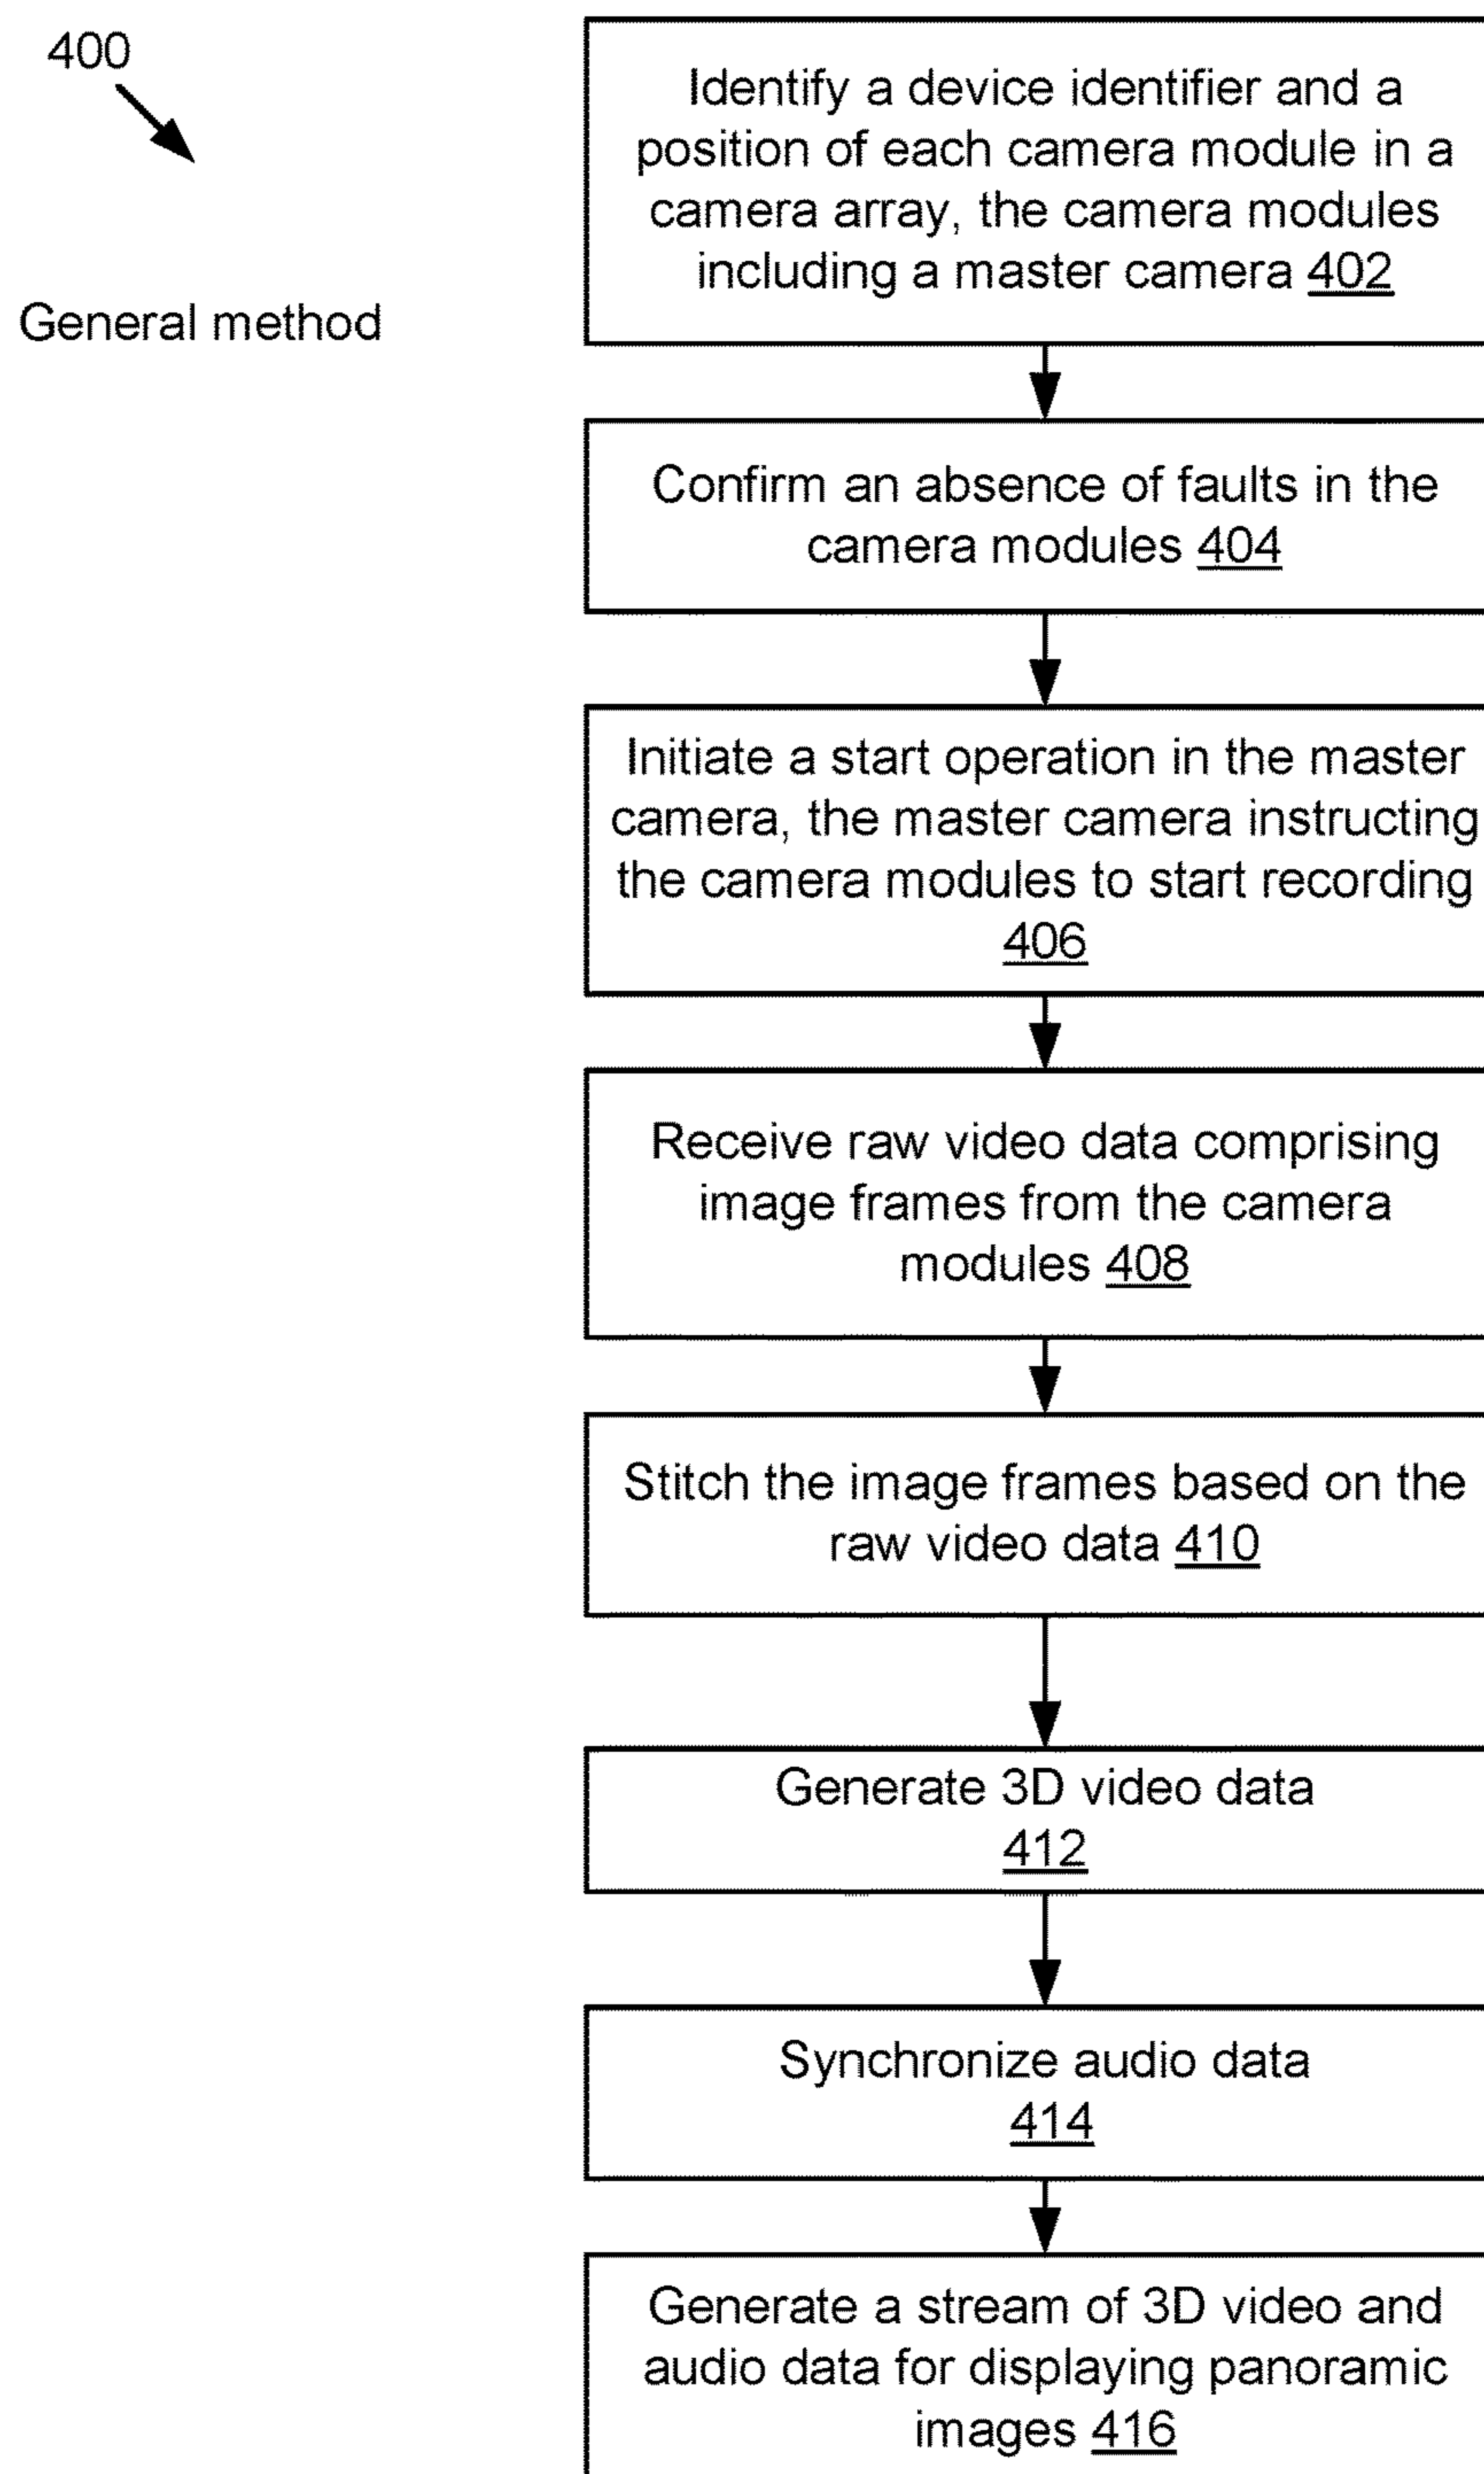 400
General method
Identify a device identifier and a
position of each camera module in a
camera array, the camera modules
including a master camera 402
Confirm an absence of faults in the
camera modules 404
Initiate a start operation in the master
camera, the master camera instructing
the camera modules to start recording
406
Receive raw video data comprising
image frames from the camera
modules 408
Stitch the image frames based on the
raw video data 410
Generate 3D video data
412
Synchronize audio data
414
Generate a stream of 3D video and
audio data for displaying panoramic
images 416